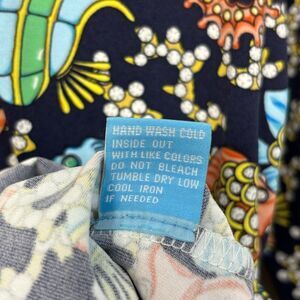 HAND WASH COLD
INSIDE OUT
WITH LIKE COLORS
DO NOT BLEACH
TUMBLE DRY LOW
COOL IRON
IF NEEDED